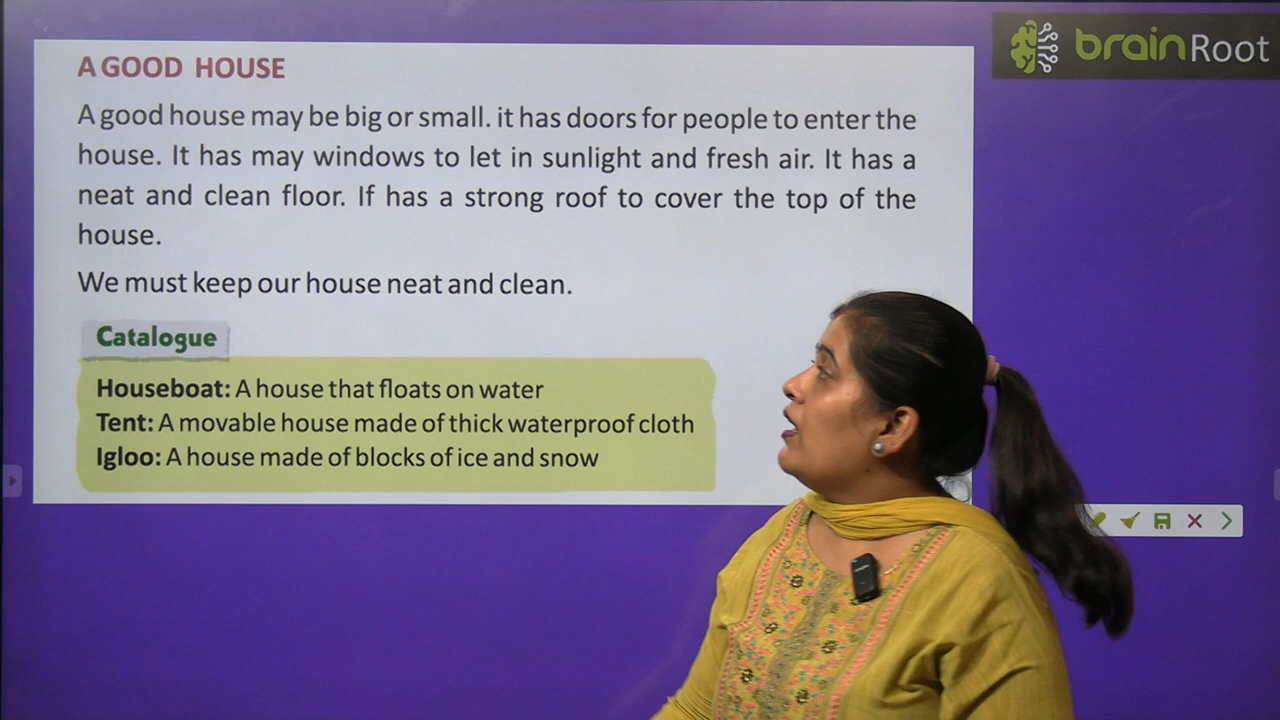 brainRoot
A GOOD HOUSE
A good house may be big or small. it has doors for people to enter the
house. It has may windows to let in sunlight and fresh air. It has a
neat and clean floor. If has a strong roof to cover the top of the
house.
We must keep our house neat and clean.
Catalogue
Houseboat: A house that floats on water
Tent: A movable house made of thick waterproof cloth
Igloo: A house made of blocks of ice and snow